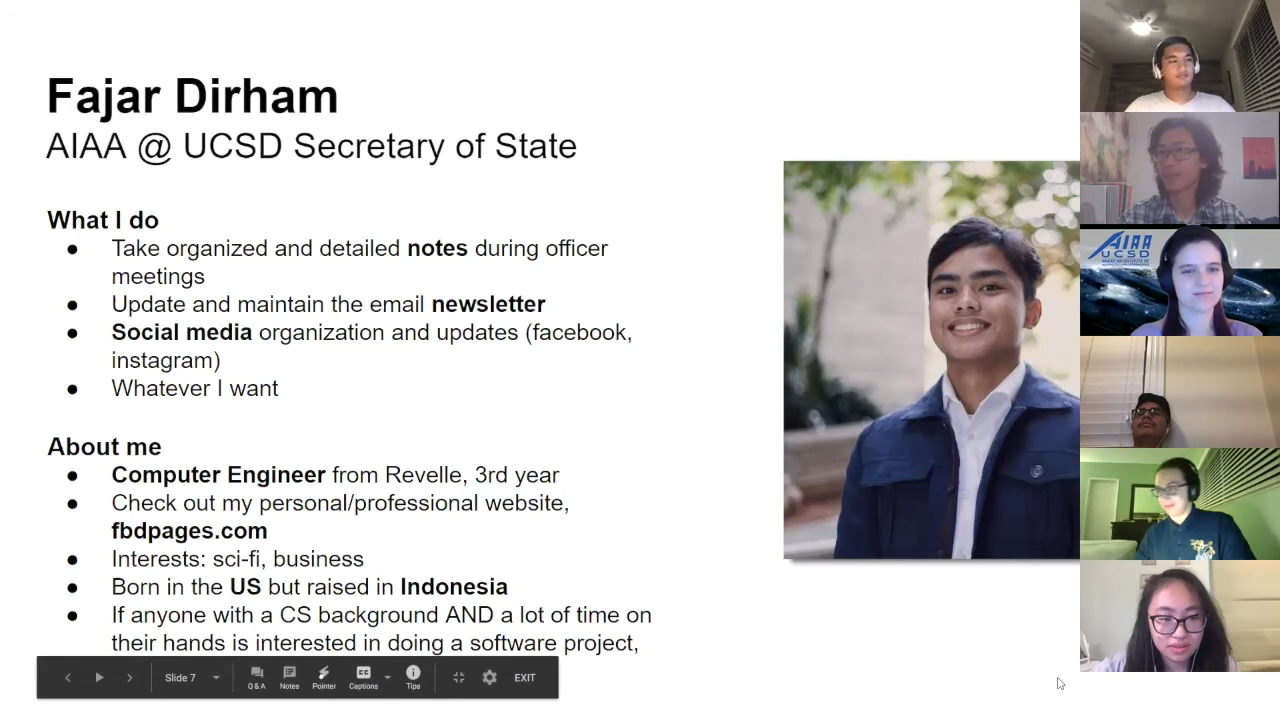 Fajar Dirham
AIAA @ UCSD Secretary of State
What I do
● Take organized and detailed notes during officer
meetings
● Update and maintain the email newsletter
● Social media organization and updates (facebook,
instagram)
● Whatever I want
About me
● Computer Engineer from Revelle, 3rd year
● Check out my personal/professional website,
fbdpages.com
● Interests: sci-fi, business
● Born in the US but raised in Indonesia
● If anyone with a CS background AND a lot of time on
their hands is interested in doing a software project,
Slide 7
Q & A
Notes
Pointer
Captions
Tips
EXIT
AIAA
UCSD
AMERICAN INSTITUTE OF